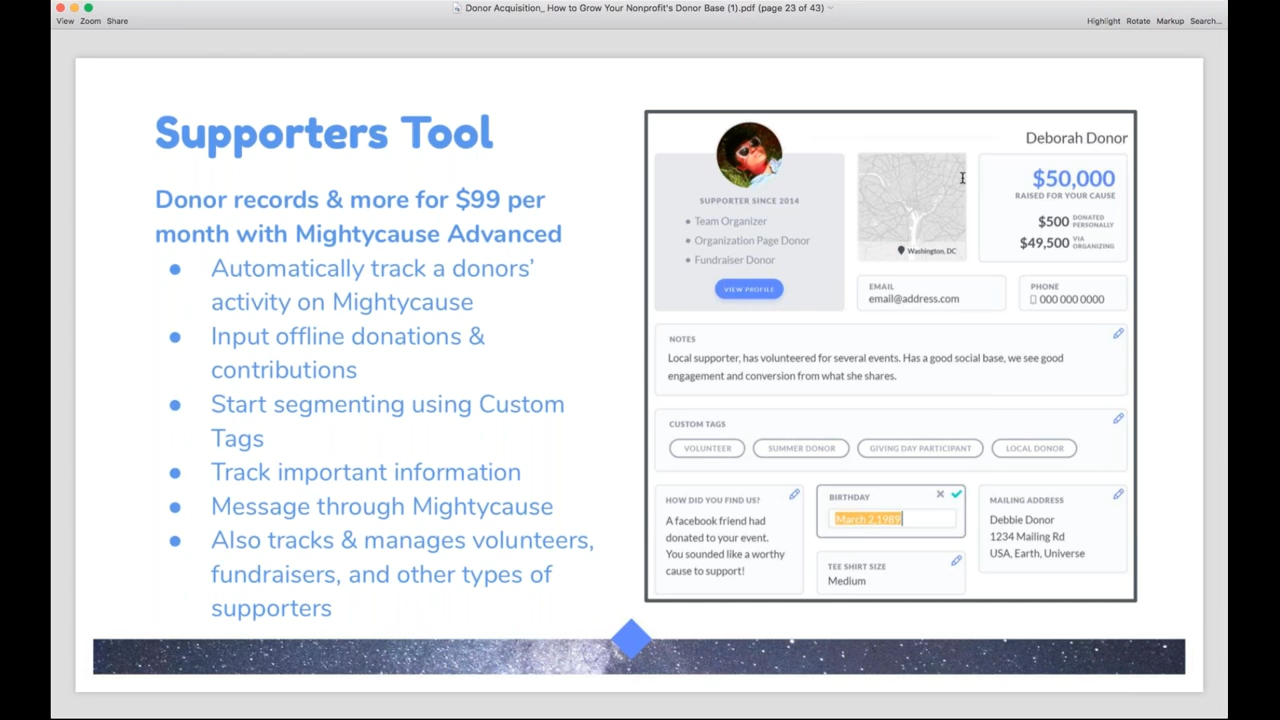 Donor Acquisition_ How to Grow Your Nonprofit's Donor Base (1).pdf (page 23 of 43)
View Zoom Share
Highlight Rotate Markup Search...
Supporters Tool
Donor records & more for $99 per
month with Mightycause Advanced
● Automatically track a donors'
activity on Mightycause
● Input offline donations &
contributions
● Start segmenting using Custom
Tags
● Track important information
● Message through Mightycause
● Also tracks & manages volunteers,
fundraisers, and other types of
supporters
Deborah Donor
SUPPORTER SINCE 2014
● Team Organizer
● Organization Page Donor
● Fundraiser Donor
VIEW PROFILE
Washington, DC
$50,000
RAISED FOR YOUR CAUSE
$500 DONATED PERSONALLY
$49,500 VIA ORGANIZING
EMAIL
email@address.com
PHONE
000 000 0000
NOTES
Local supporter, has volunteered for several events. Has a good social base, we see good
engagement and conversion from what she shares.
CUSTOM TAGS
VOLUNTEER SUMMER DONOR GIVING DAY PARTICIPANT LOCAL DONOR
HOW DID YOU FIND US?
A facebook friend had
donated to your event.
You sounded like a worthy
cause to support!
BIRTHDAY
March 2,1989
TEE SHIRT SIZE
Medium
MAILING ADDRESS
Debbie Donor
1234 Mailing Rd
USA, Earth, Universe